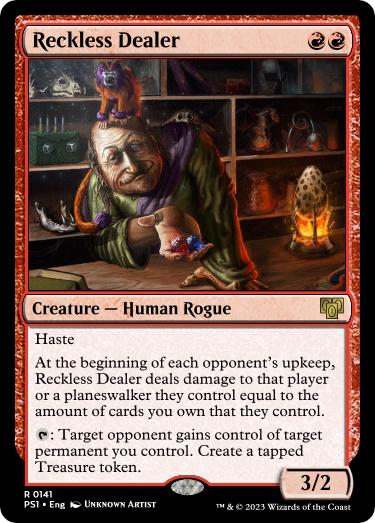 Reckless Dealer
Creature — Human Rogue
Haste
At the beginning of each opponent's upkeep,
Reckless Dealer deals damage to that player
or a planeswalker they control equal to the
amount of cards you own that they control.
: Target opponent gains control of target
permanent you control. Create a tapped
Treasure token.
3/2
R 0141
PS1 • Eng Unknown Artist
™ & © 2023 Wizards of the Coast